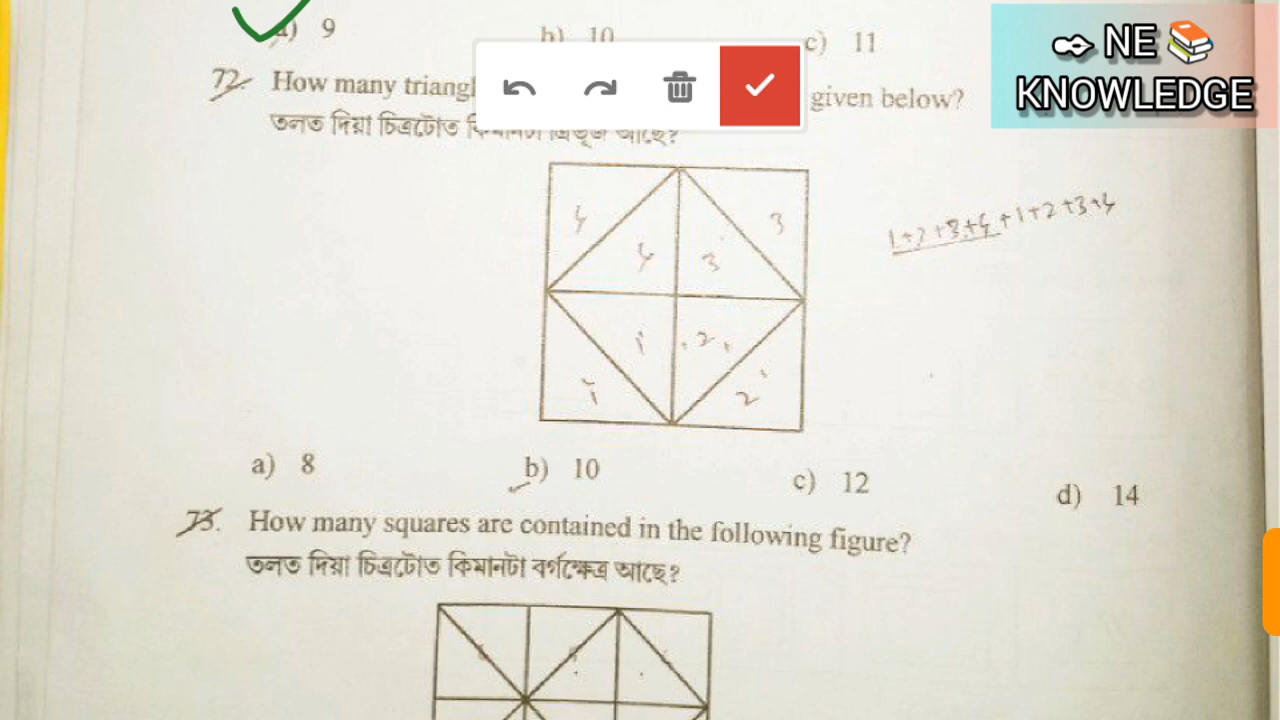 a) 9 b) 10 c) 11
NE
KNOWLEDGE
72. How many triangl given below?
তলত দিয়া চিত্ৰটোত কিমানটা ত্ৰিভূজ আছে?
4 3
4 3
1+2+3+4+1+2+3+4
1 2
1 2
a) 8 b) 10 c) 12 d) 14
73. How many squares are contained in the following figure?
তলত দিয়া চিত্ৰটোত কিমানটা বৰ্গক্ষেত্ৰ আছে?